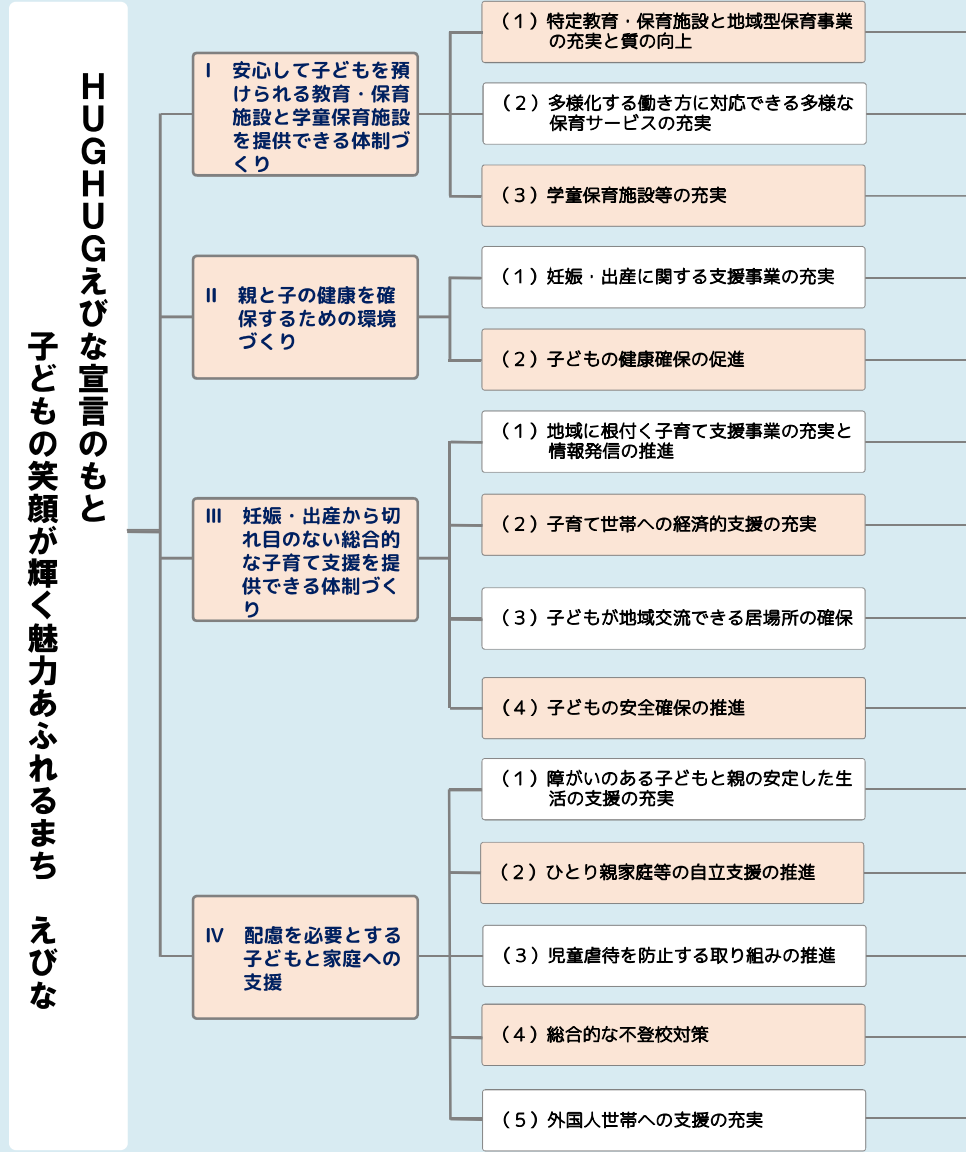 HUGHUGえびな宣言のもと
子どもの笑顔が輝く魅力あふれるまち　えびな
Ⅰ　安心して子どもを預
けられる教育・保育
施設と学童保育施設
を提供できる体制づ
くり
（１）特定教育・保育施設と地域型保育事業
の充実と質の向上
（２）多様化する働き方に対応できる多様な
保育サービスの充実
（３）学童保育施設等の充実
Ⅱ　親と子の健康を確
保するための環境
づくり
（１）妊娠・出産に関する支援事業の充実
（２）子どもの健康確保の促進
Ⅲ　妊娠・出産から切
れ目のない総合的
な子育て支援を提
供できる体制づく
り
（１）地域に根付く子育て支援事業の充実と
情報発信の推進
（２）子育て世帯への経済的支援の充実
（３）子どもが地域交流できる居場所の確保
（４）子どもの安全確保の推進
Ⅳ　配慮を必要とする
子どもと家庭への
支援
（１）障がいのある子どもと親の安定した生
活の支援の充実
（２）ひとり親家庭等の自立支援の推進
（３）児童虐待を防止する取り組みの推進
（４）総合的な不登校対策
（５）外国人世帯への支援の充実